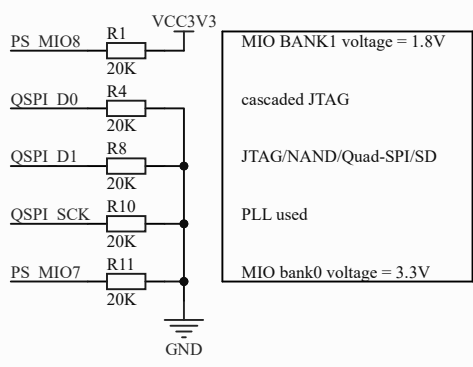 VCC3V3
PS_MIO8 R1 20K MIO BANK1 voltage = 1.8V
QSPI_D0 R4 20K cascaded JTAG
QSPI_D1 R8 20K JTAG/NAND/Quad-SPI/SD
QSPI_SCK R10 20K PLL used
PS_MIO7 R11 20K MIO bank0 voltage = 3.3V
GND